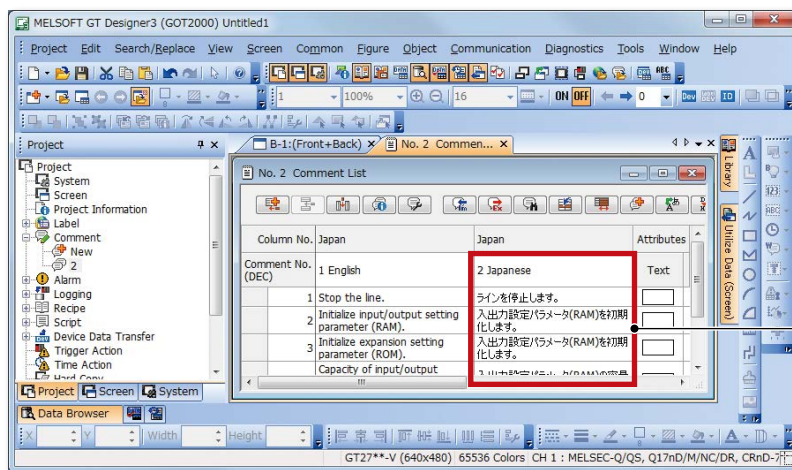 MELSOFT GT Designer3 (GOT2000) Untitled1
Project Edit Search/Replace View Screen Common Figure Object Communication Diagnostics Tools Window Help
1 100% 16 ON OFF 0 Dev ID
Project
B-1:(Front+Back) No. 2 Commen...
Project
System
Screen
Project Information
Label
Comment
New
2
Alarm
Logging
Recipe
Script
Device Data Transfer
Trigger Action
Time Action
Hard Copy
Project Screen System
No. 2 Comment List
Column No. Japan Japan Attributes
Comment No. (DEC) 1 English 2 Japanese Text
1 Stop the line. ラインを停止します。
2 Initialize input/output setting parameter (RAM). 入出力設定パラメータ(RAM)を初期化します。
3 Initialize expansion setting parameter (ROM). 入出力設定パラメータ(RAM)を初期化します。
Capacity of input/output
Library
Utilize Data (Screen)
Data Browser
X Y Width Height
GT27**-V (640x480) 65536 Colors CH 1 : MELSEC-Q/QS, Q17nD/M/NC/DR, CRnD-7